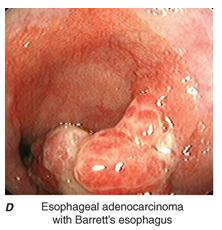 D Esophageal adenocarcinoma
with Barrett's esophagus